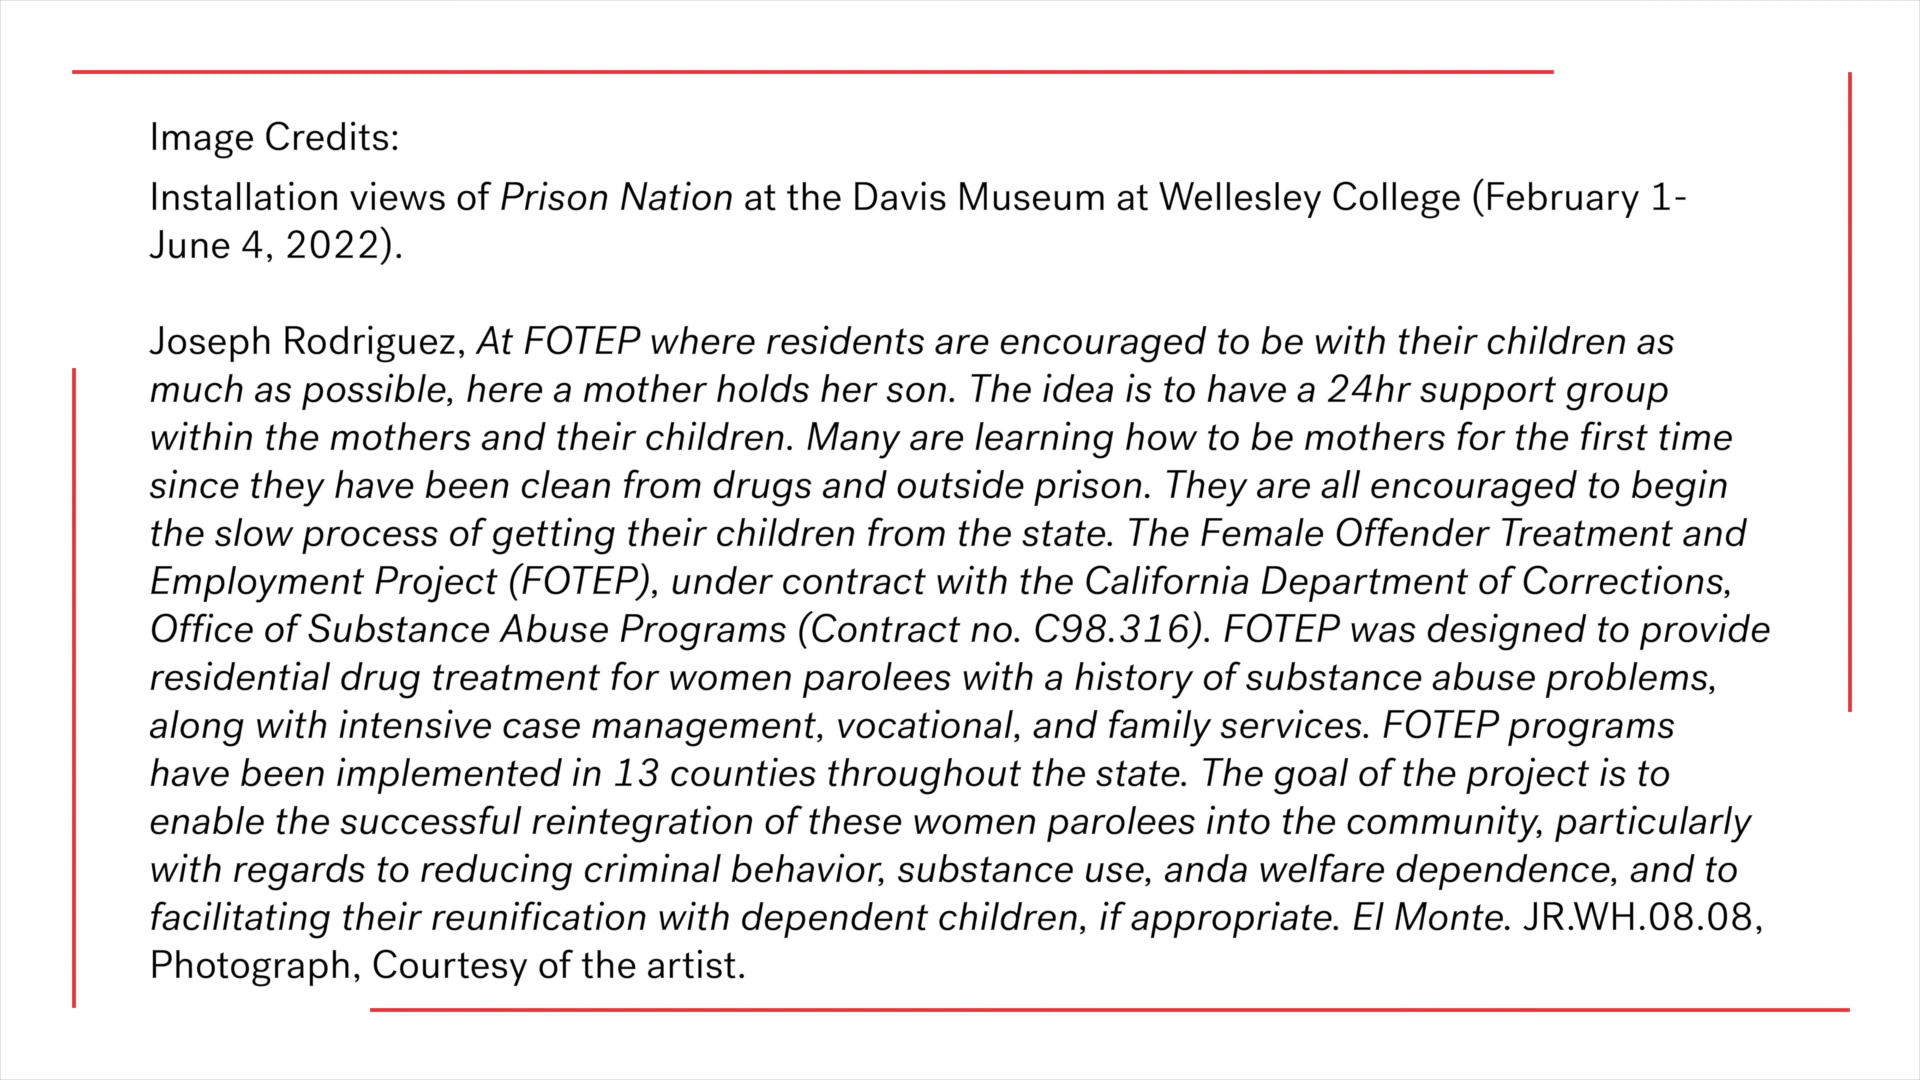 Image Credits:
Installation views of Prison Nation at the Davis Museum at Wellesley College (February 1-
June 4, 2022).
Joseph Rodriguez, At FOTEP where residents are encouraged to be with their children as
much as possible, here a mother holds her son. The idea is to have a 24hr support group
within the mothers and their children. Many are learning how to be mothers for the first time
since they have been clean from drugs and outside prison. They are all encouraged to begin
the slow process of getting their children from the state. The Female Offender Treatment and
Employment Project (FOTEP), under contract with the California Department of Corrections,
Office of Substance Abuse Programs (Contract no. C98.316). FOTEP was designed to provide
residential drug treatment for women parolees with a history of substance abuse problems,
along with intensive case management, vocational, and family services. FOTEP programs
have been implemented in 13 counties throughout the state. The goal of the project is to
enable the successful reintegration of these women parolees into the community, particularly
with regards to reducing criminal behavior, substance use, anda welfare dependence, and to
facilitating their reunification with dependent children, if appropriate. El Monte. JR.WH.08.08,
Photograph, Courtesy of the artist.